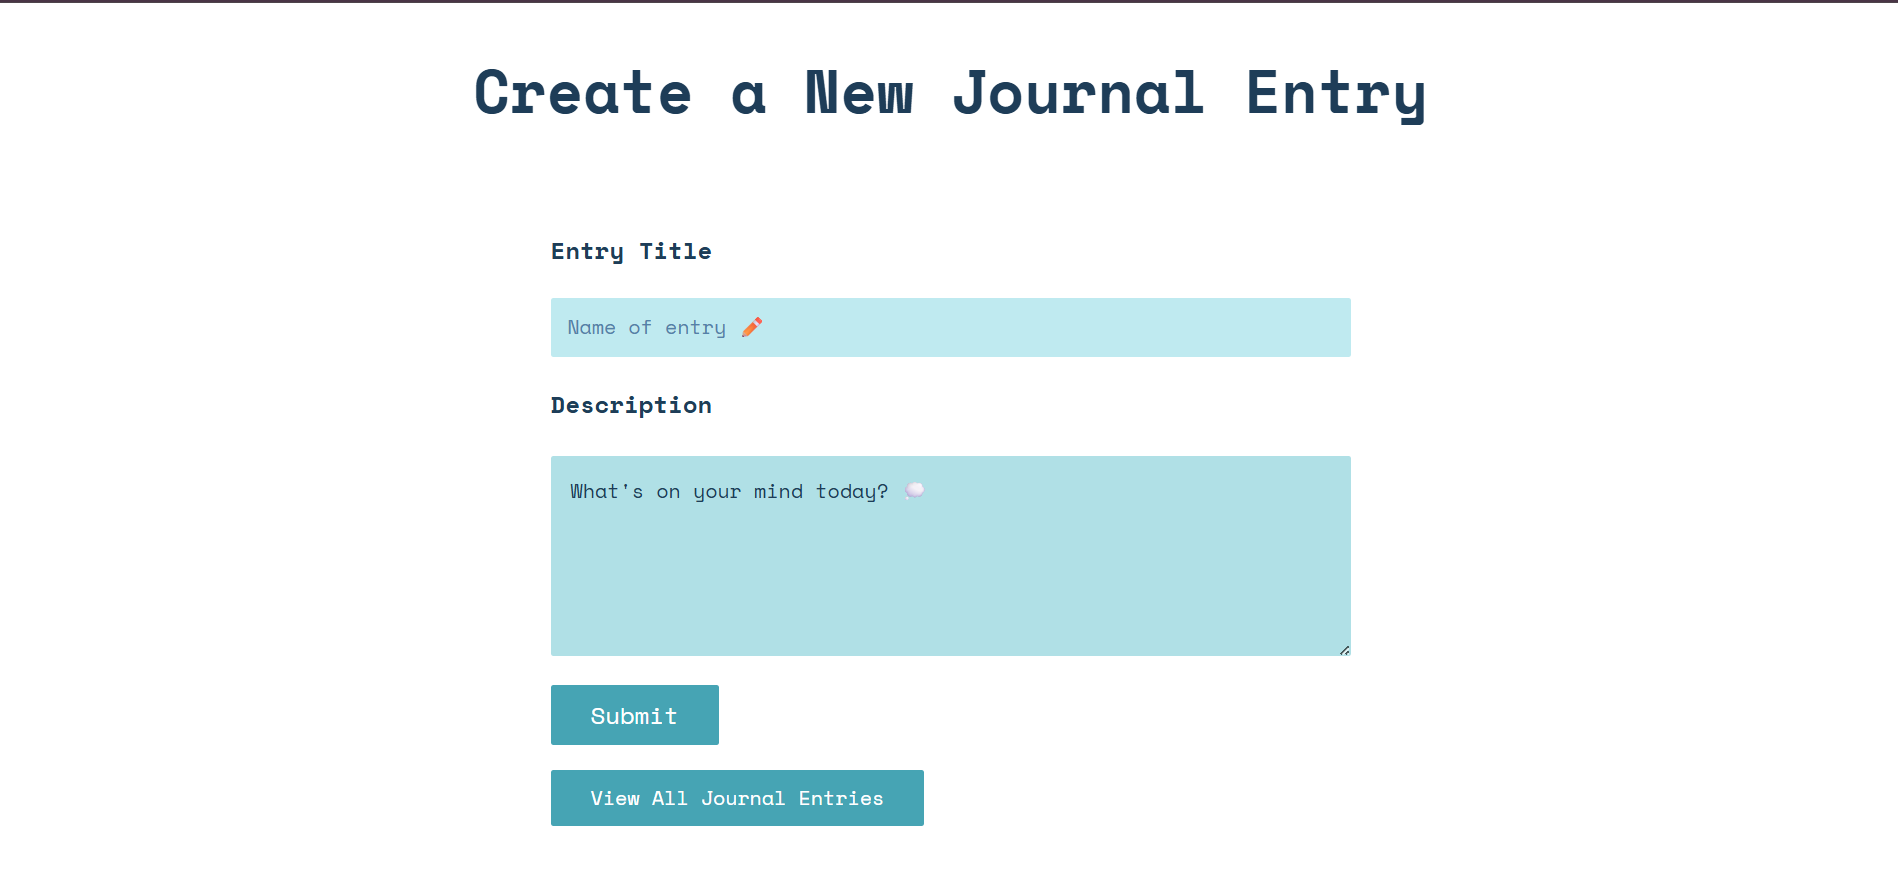 Create a New Journal Entry
Entry Title
Name of entry ✏️
Description
What's on your mind today? 💭
Submit
View All Journal Entries